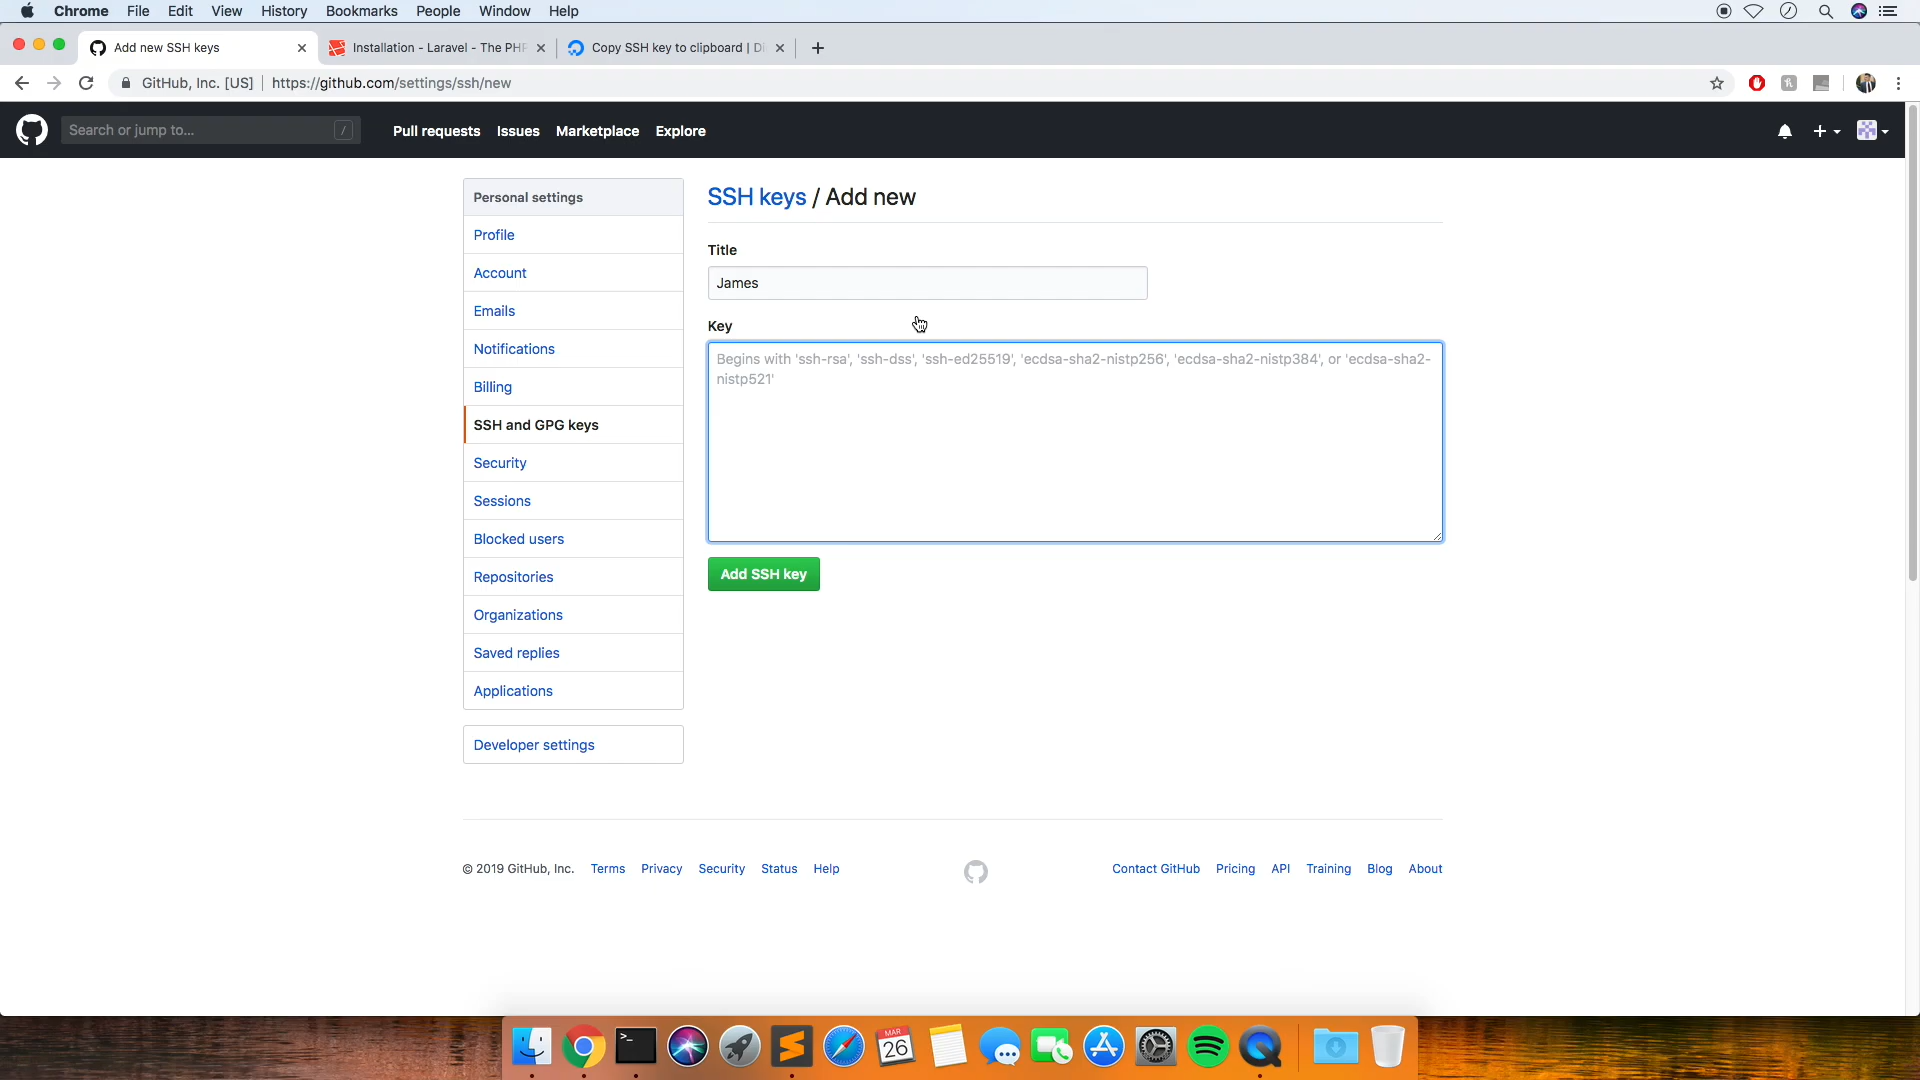 Chrome File Edit View History Bookmarks People Window Help
Add new SSH keys
Installation - Laravel - The PHP
Copy SSH key to clipboard | Di
GitHub, Inc. [US] https://github.com/settings/ssh/new
Search or jump to... /
Pull requests Issues Marketplace Explore
Personal settings
Profile
Account
Emails
Notifications
Billing
SSH and GPG keys
Security
Sessions
Blocked users
Repositories
Organizations
Saved replies
Applications
Developer settings
SSH keys / Add new
Title
James
Key
Begins with 'ssh-rsa', 'ssh-dss', 'ssh-ed25519', 'ecdsa-sha2-nistp256', 'ecdsa-sha2-nistp384', or 'ecdsa-sha2-
nistp521'
Add SSH key
© 2019 GitHub, Inc. Terms Privacy Security Status Help
Contact GitHub Pricing API Training Blog About
MAR
26